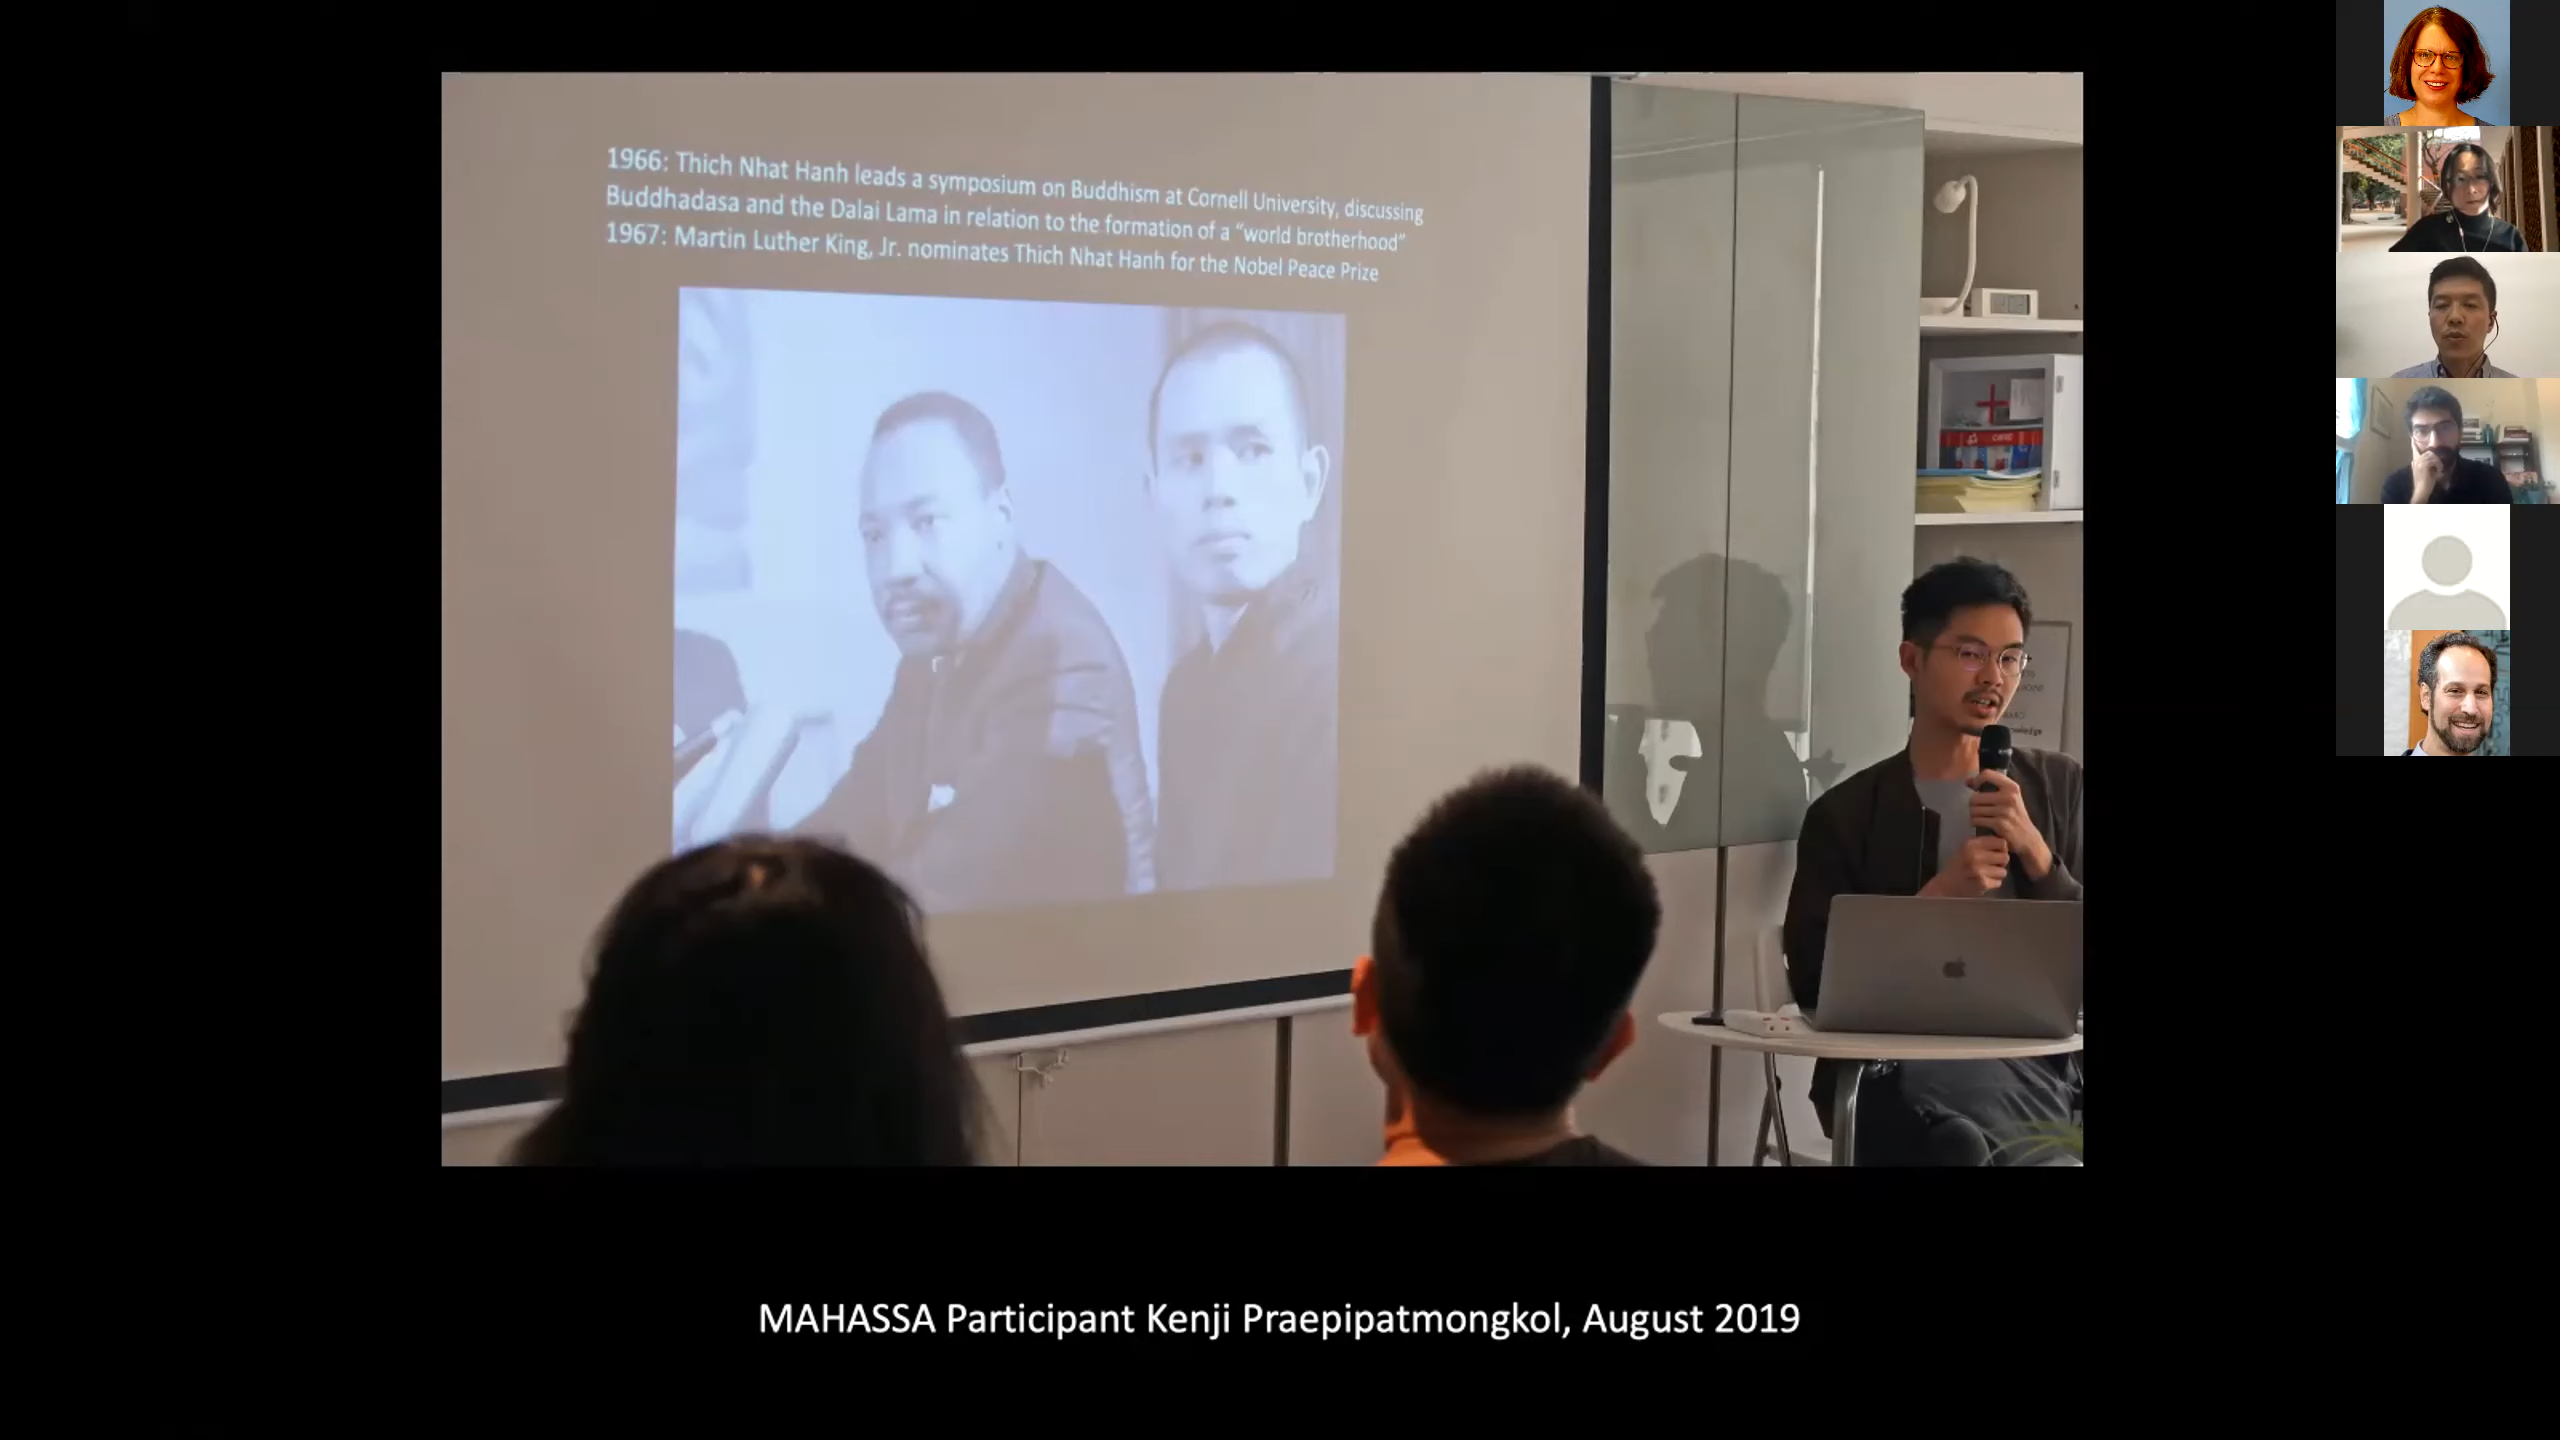 1966: Thich Nhat Hanh leads a symposium on Buddhism at Cornell University, discussing
Buddhadasa and the Dalai Lama in relation to the formation of a “world brotherhood”
1967: Martin Luther King, Jr. nominates Thich Nhat Hanh for the Nobel Peace Prize
MAHASSA Participant Kenji Praepipatmongkol, August 2019